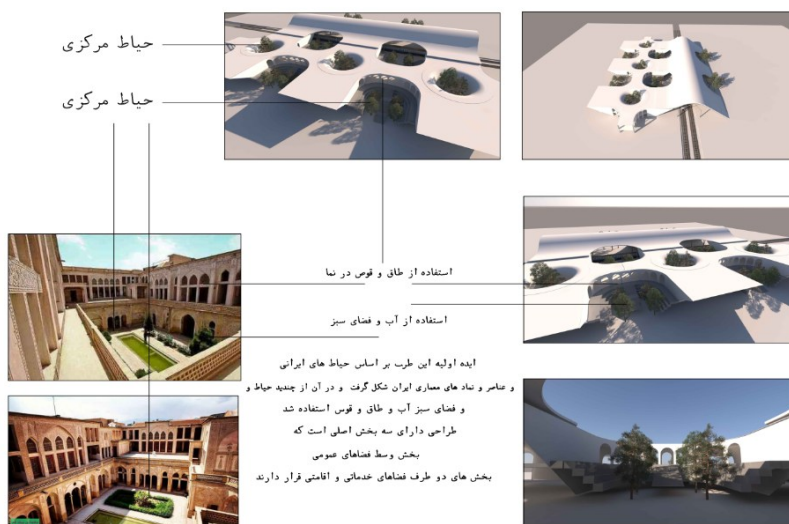 حیاط مرکزی
حیاط مرکزی
استفاده از طاق و قوس در نما
استفاده از آب و فضای سبز
ایده اولیه این طرب بر اساس حیاط های ایرانی
و عناصر و نماد های معماری ایران شکل گرفت و در آن از چندید حیاط و
و فضای سبز آب و طاق و قوس استفاده شد
طراحی دارای سه بخش اصلی است که
بخش وسط فضاهای عمومی
بخش های دو طرف فضاهای خدماتی و اقامتی قرار دارند